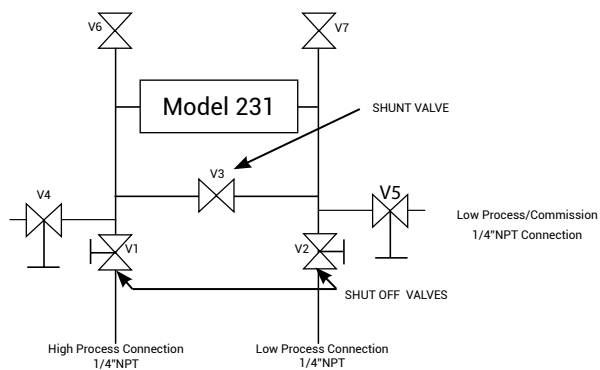 V6
V7
Model 231
SHUNT VALVE
V3
V4
V5
Low Process/Commission
1/4"NPT Connection
V1
V2
SHUT OFF VALVES
High Process Connection
1/4"NPT
Low Process Connection
1/4"NPT